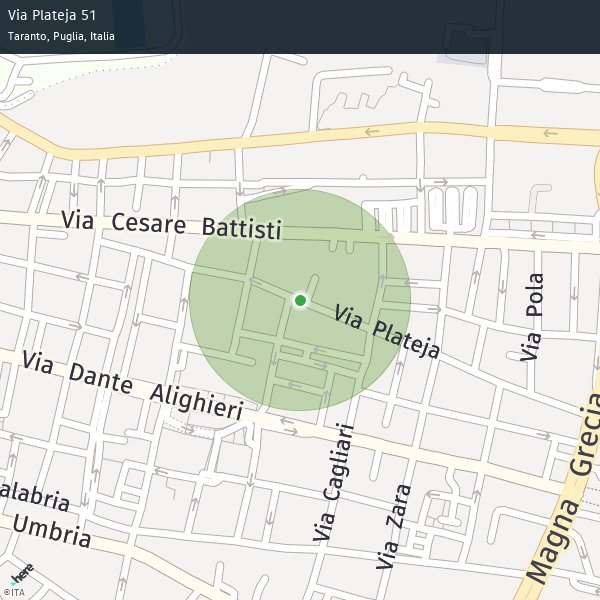 Via Plateja 51
Taranto, Puglia, Italia
Via Cesare Battisti
Via Pola
Via Plateja
Via Dante Alighieri
Magna Grecia
Via Cagliari
alabria
Via Zara
Umbria
here
©ITA